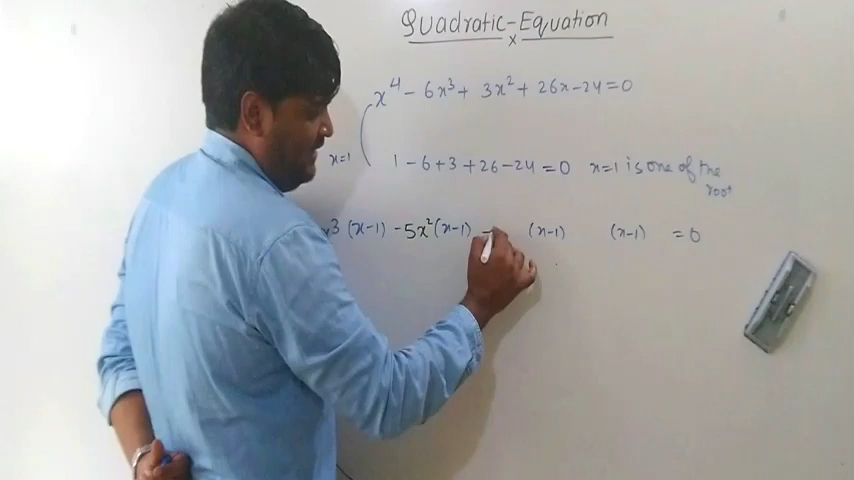 Quadratic-Equation
x
x⁴ - 6x³ + 3x² + 26x - 24 = 0
x=1 1 - 6 + 3 + 26 - 24 = 0 x=1 is one of the
root
x³ (x-1) - 5x² (x-1) - (x-1) (x-1) = 0